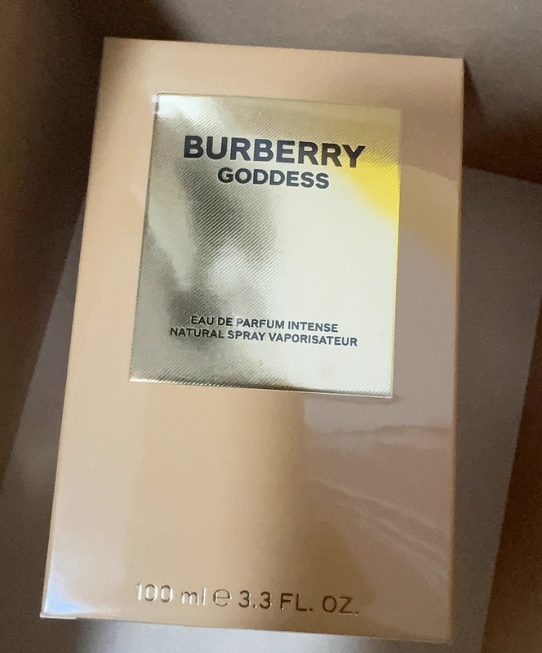 BURBERRY
GODDESS
EAU DE PARFUM INTENSE
NATURAL SPRAY VAPORISATEUR
100 ml ℮ 3.3 FL. OZ.